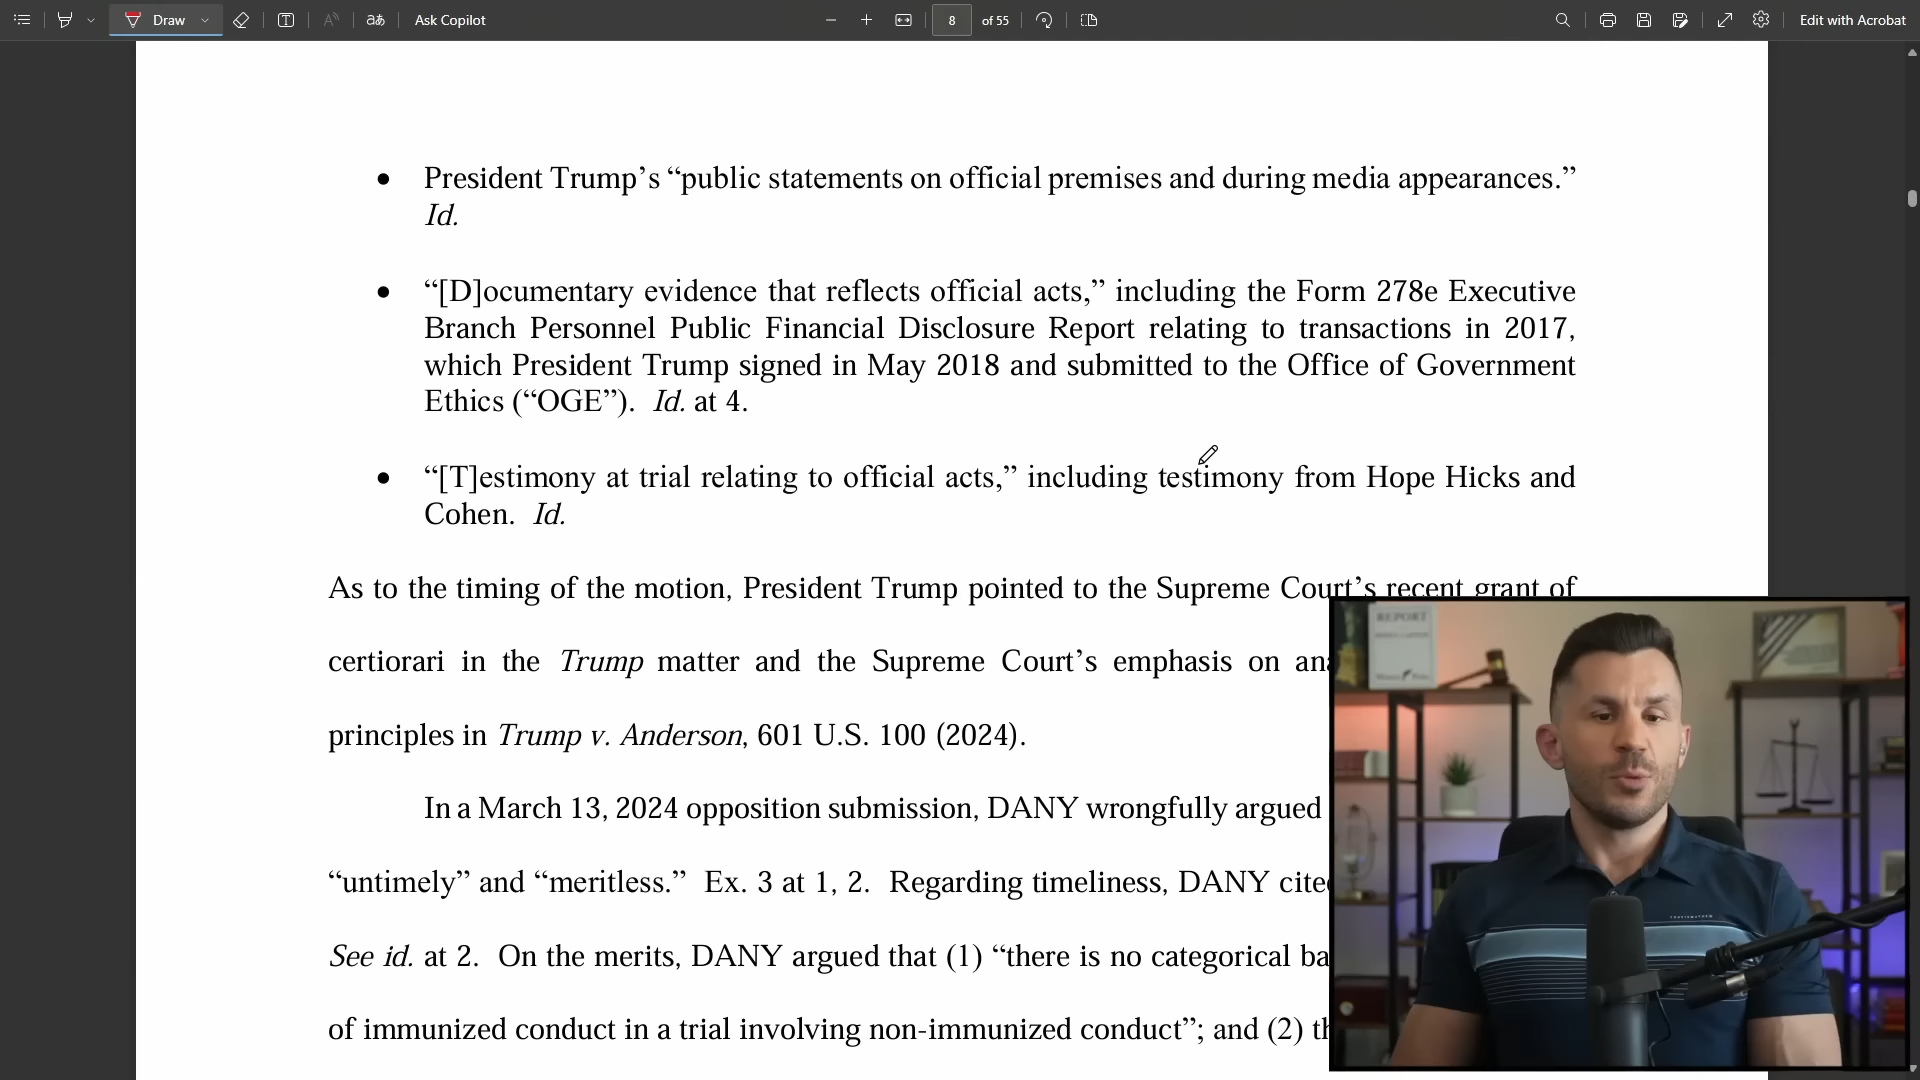 Draw
aあ
Ask Copilot
8
of 55
Edit with Acrobat
• President Trump’s “public statements on official premises and during media appearances.”
Id.
• “[D]ocumentary evidence that reflects official acts,” including the Form 278e Executive
Branch Personnel Public Financial Disclosure Report relating to transactions in 2017,
which President Trump signed in May 2018 and submitted to the Office of Government
Ethics (“OGE”). Id. at 4.
• “[T]estimony at trial relating to official acts,” including testimony from Hope Hicks and
Cohen. Id.
As to the timing of the motion, President Trump pointed to the Supreme Court’s recent grant of
certiorari in the Trump matter and the Supreme Court’s emphasis on
principles in Trump v. Anderson, 601 U.S. 100 (2024).
In a March 13, 2024 opposition submission, DANY wrongfully argued
“untimely” and “meritless.” Ex. 3 at 1, 2. Regarding timeliness, DANY cited
See id. at 2. On the merits, DANY argued that (1) “there is no categorical
of immunized conduct in a trial involving non-immunized conduct”; and (2)
REPORT